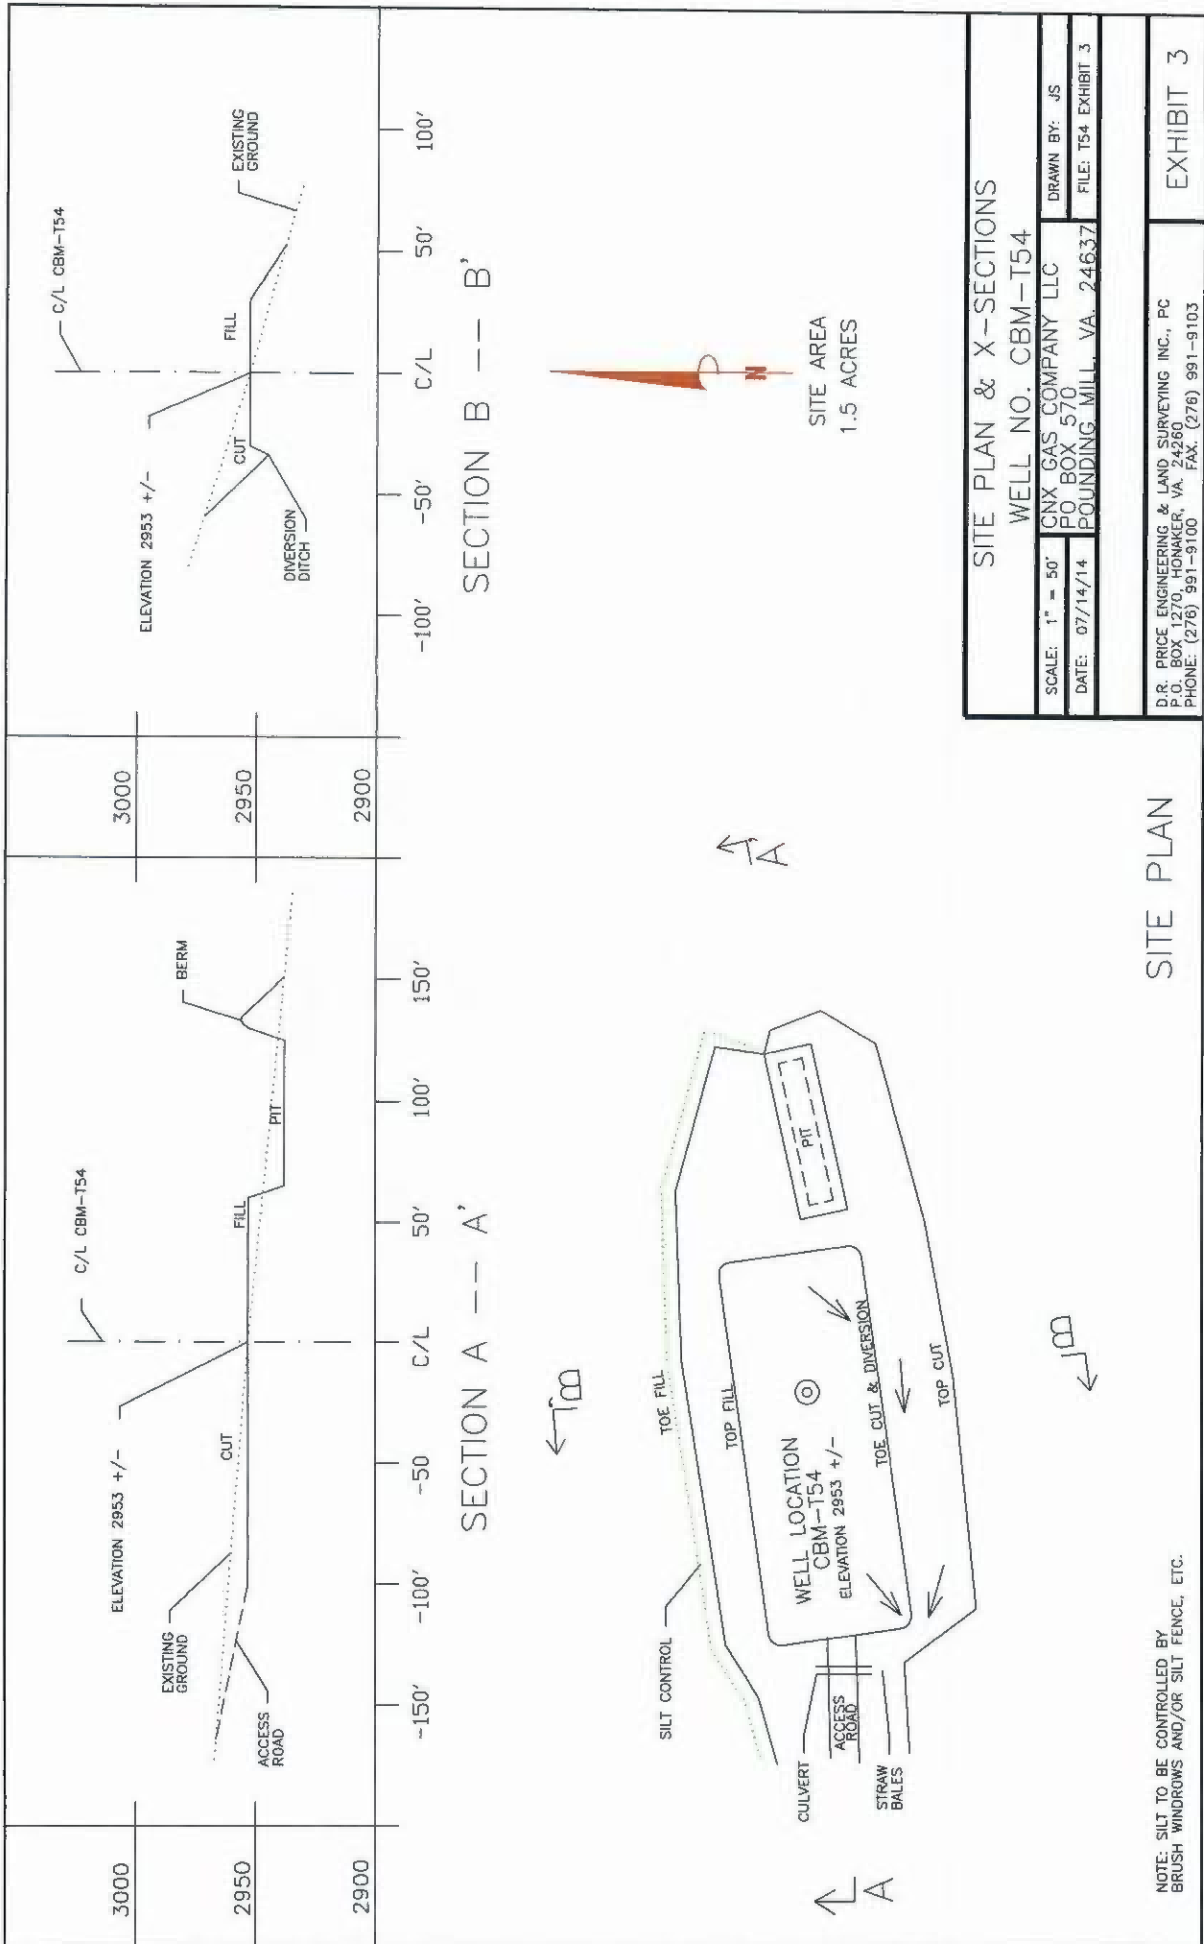 3000
2950
2900
ELEVATION 2953 +/-
C/L CBM-T54
EXISTING
GROUND
ACCESS
ROAD
CUT
FILL
PIT
BERM
-150'
-100'
-50
C/L
50'
100'
150'
SECTION A -- A'
3000
2950
2900
ELEVATION 2953 +/-
C/L CBM-T54
CUT
FILL
DIVERSION
DITCH
EXISTING
GROUND
-100'
-50'
C/L
50'
100'
SECTION B -- B'
N
SITE AREA
1.5 ACRES
B'
A'
A
B
SILT CONTROL
TOE FILL
TOP FILL
WELL LOCATION
CBM-T54
ELEVATION 2953 +/-
PIT
TOE CUT & DIVERSION
TOP CUT
CULVERT
ACCESS
ROAD
STRAW
BALES
SITE PLAN
NOTE: SILT TO BE CONTROLLED BY
BRUSH WINDROWS AND/OR SILT FENCE, ETC.
SITE PLAN & X-SECTIONS
WELL NO. CBM-T54
SCALE: 1" = 50'
DATE: 07/14/14
CNX GAS COMPANY LLC
PO BOX 570
POUNDING MILL VA. 24637
DRAWN BY: JS
FILE: T54 EXHIBIT 3
D.R. PRICE ENGINEERING & LAND SURVEYING INC., PC
P.O. BOX 1270, HONAKER, VA. 24260
PHONE: (276) 991-9100 FAX. (276) 991-9103
EXHIBIT 3